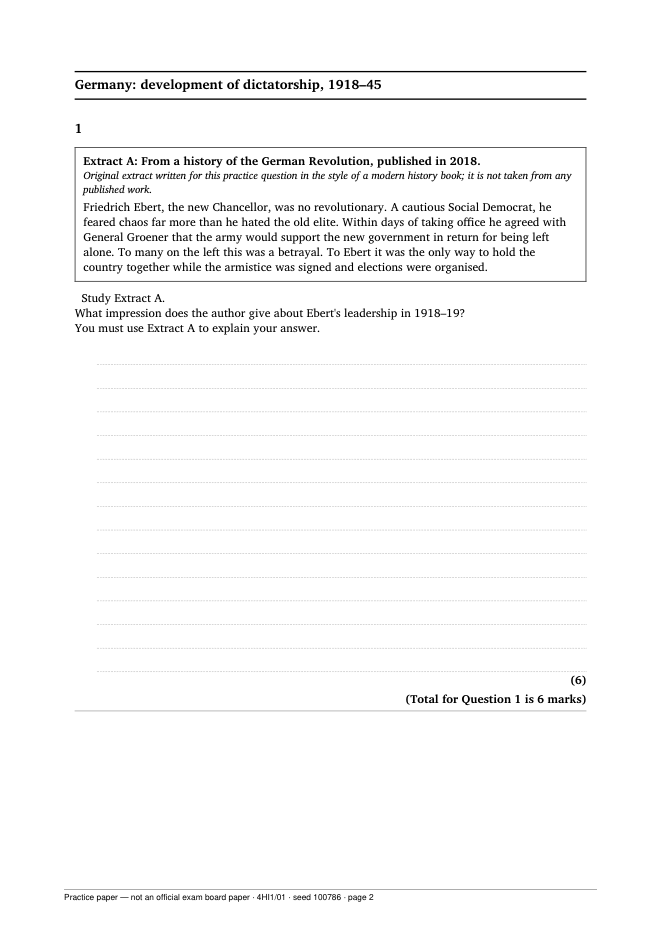 Germany: development of dictatorship, 1918–45
1
Extract A: From a history of the German Revolution, published in 2018.
Original extract written for this practice question in the style of a modern history book; it is not taken from any
published work.
Friedrich Ebert, the new Chancellor, was no revolutionary. A cautious Social Democrat, he
feared chaos far more than he hated the old elite. Within days of taking office he agreed with
General Groener that the army would support the new government in return for being left
alone. To many on the left this was a betrayal. To Ebert it was the only way to hold the
country together while the armistice was signed and elections were organised.
Study Extract A.
What impression does the author give about Ebert's leadership in 1918–19?
You must use Extract A to explain your answer.
(6)
(Total for Question 1 is 6 marks)
Practice paper — not an official exam board paper · 4HI1/01 · seed 100786 · page 2